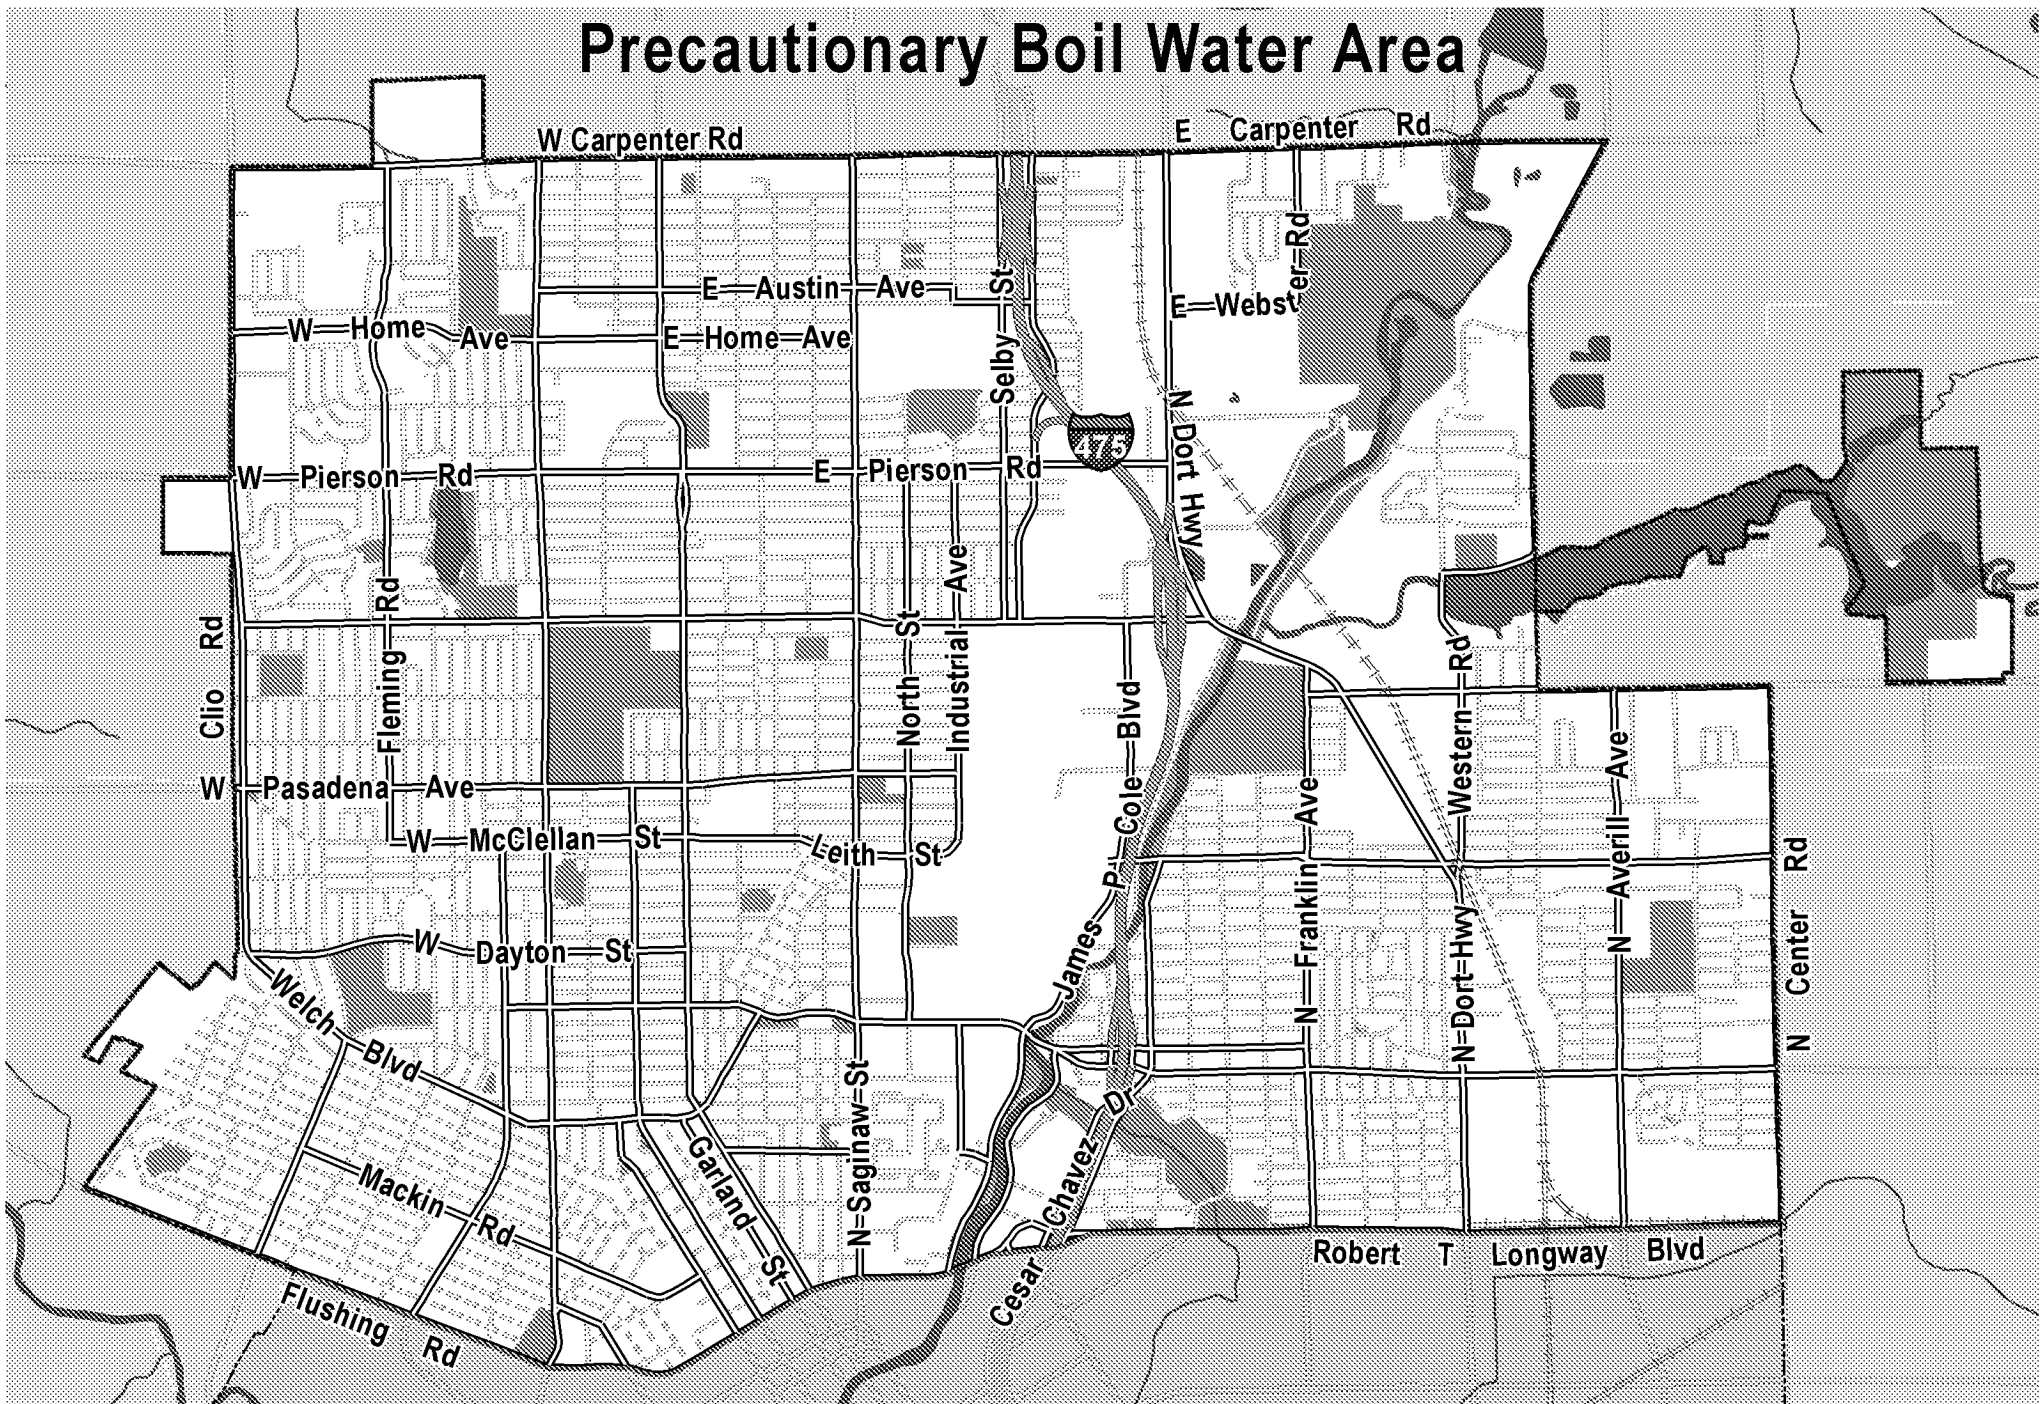 Precautionary Boil Water Area
W Carpenter Rd
E Carpenter Rd
E Webster Rd
E Austin Ave
Selby St
W Home Ave
E Home Ave
475
N Dort Hwy
W Pierson Rd
E Pierson Rd
Clio Rd
Fleming Rd
North St
Industrial Ave
James P Cole Blvd
Western Rd
W Pasadena Ave
W McClellan St
Leith St
N Franklin Ave
N Averill Ave
N Center Rd
N Dort Hwy
W Dayton St
Welch Blvd
Mackin Rd
Garland St
N Saginaw St
Cesar Chavez Dr
Robert T Longway Blvd
Flushing Rd